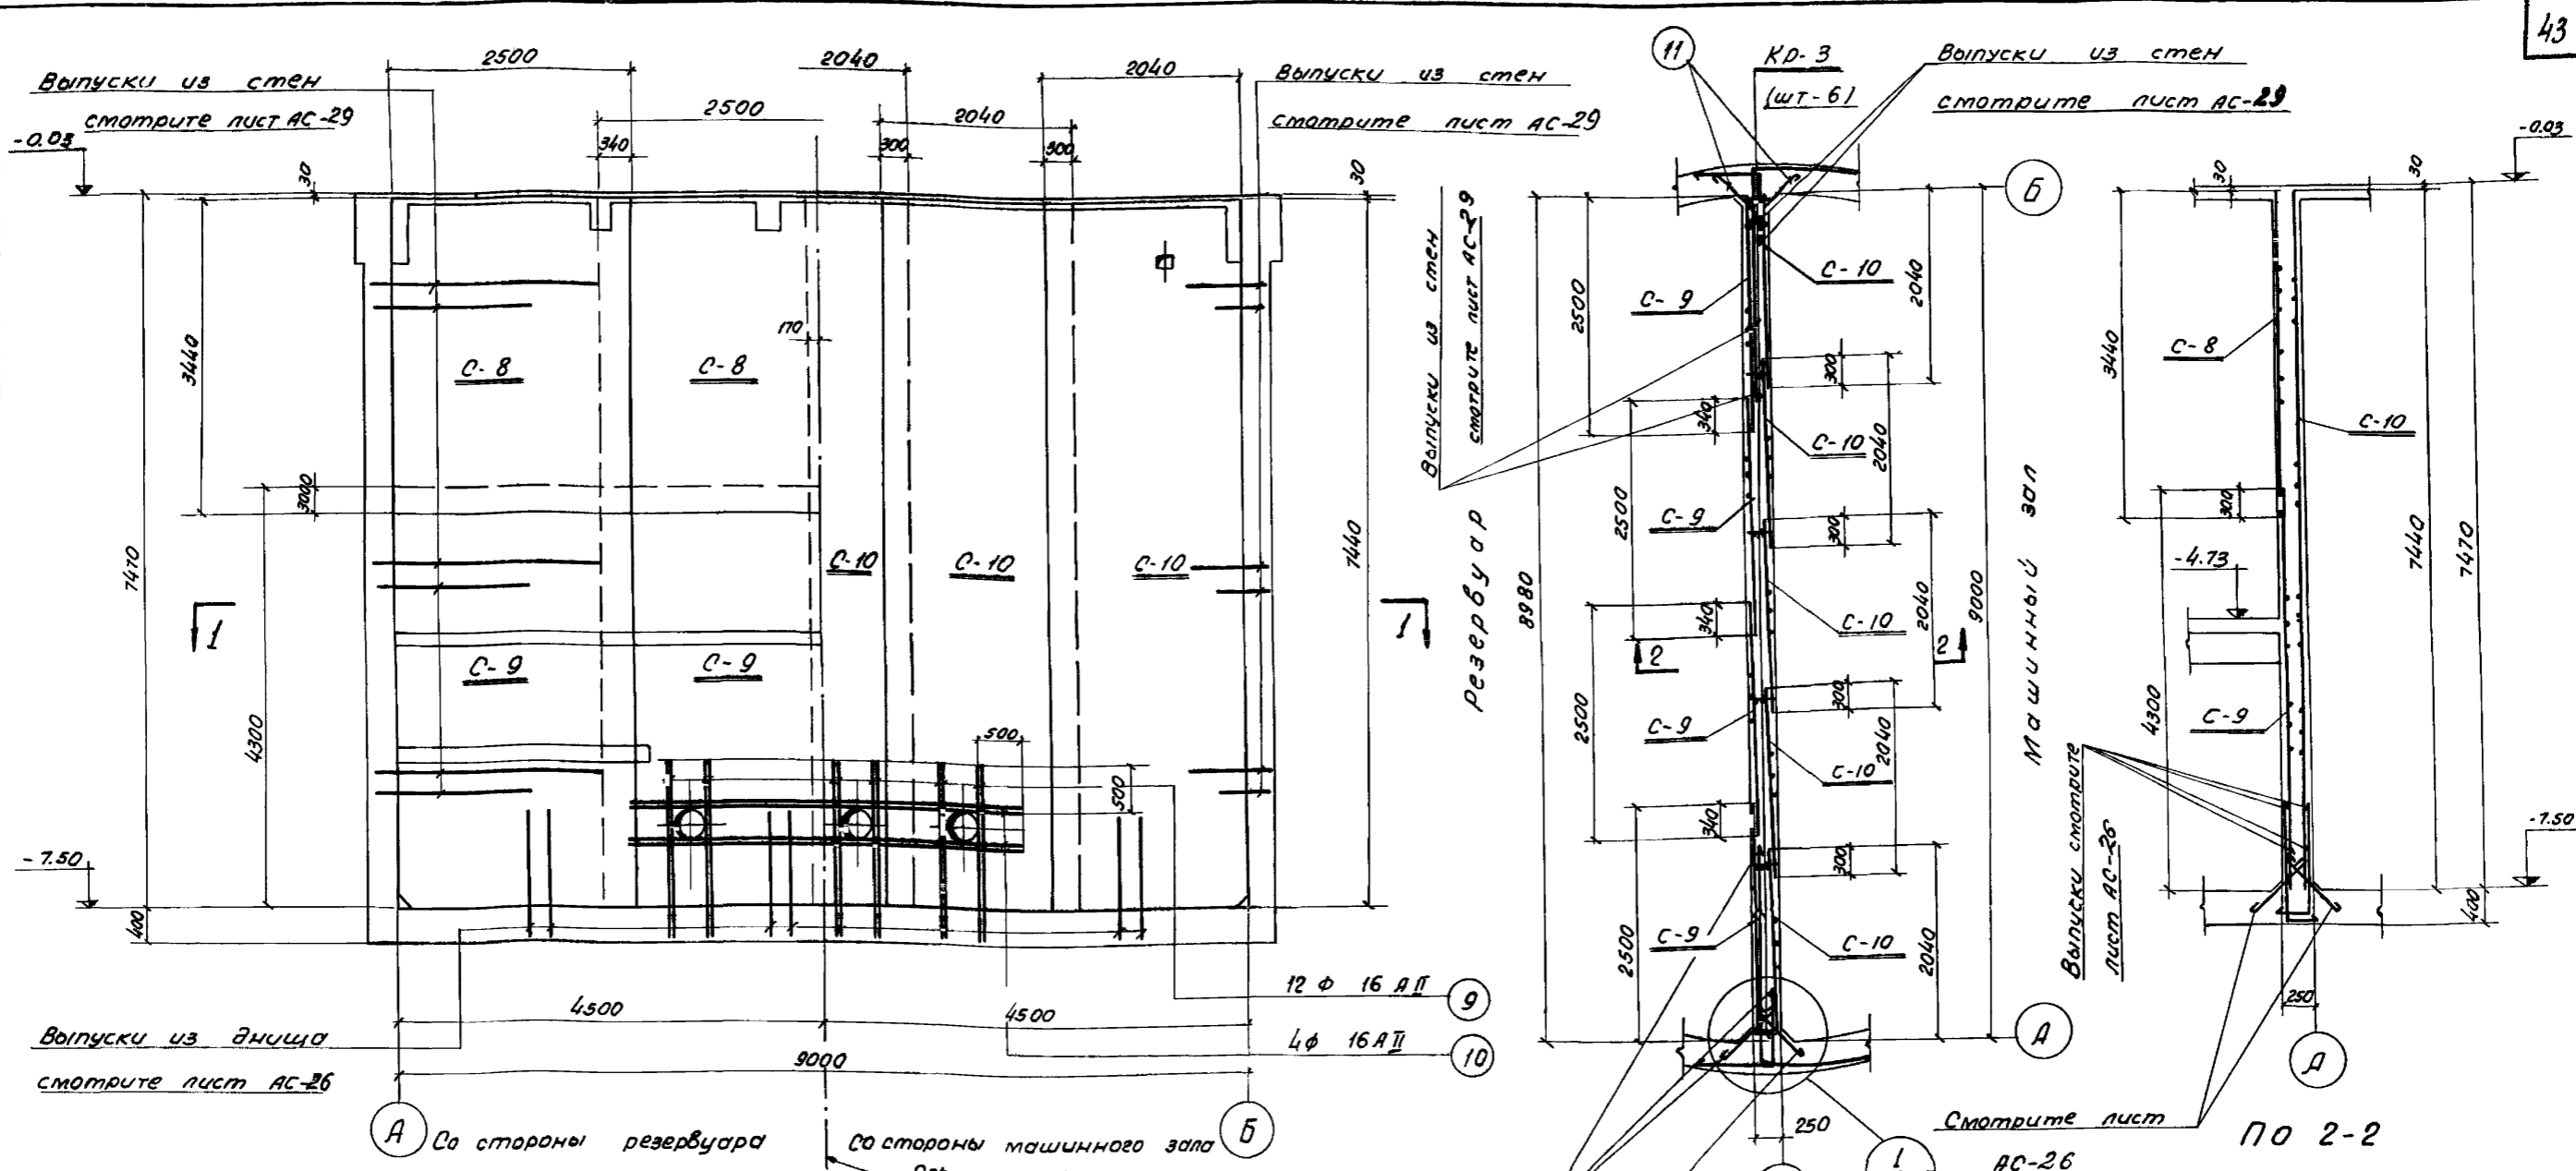 43
2500
2040
2040
Выпуски из стен
смотрите лист АС-29
2500
2040
340
300
300
Выпуски из стен
смотрите лист АС-29
-0.03
30
30
3440
7470
170
С-8
С-8
3000
4300
С-10
С-10
С-10
7440
1
1
С-9
С-9
500
500
-7.50
400
12 ф 16 АII
9
4500
4500
4ф 16 АII
10
9000
Выпуски из днища
смотрите лист АС-26
А
Со стороны резервуара
Со стороны машинного зала
Б
11
КР-3
(шт-6)
Выпуски из стен
смотрите лист АС-29
Б
Выпуски из стен
смотрите лист АС-29
Резервуар
Машинный зал
8980
9000
2500
2500
2500
2500
340
340
340
С-9
С-9
С-9
С-9
С-10
С-10
С-10
С-10
С-10
2040
2040
2040
2040
2040
300
300
300
300
2
2
А
250
1
Смотрите лист
АС-26
-0.03
30
30
3440
С-8
С-10
300
-4.73
4300
С-9
7440
7470
Выпуски смотрите
лист АС-26
-7.50
400
250
А
ПО 2-2